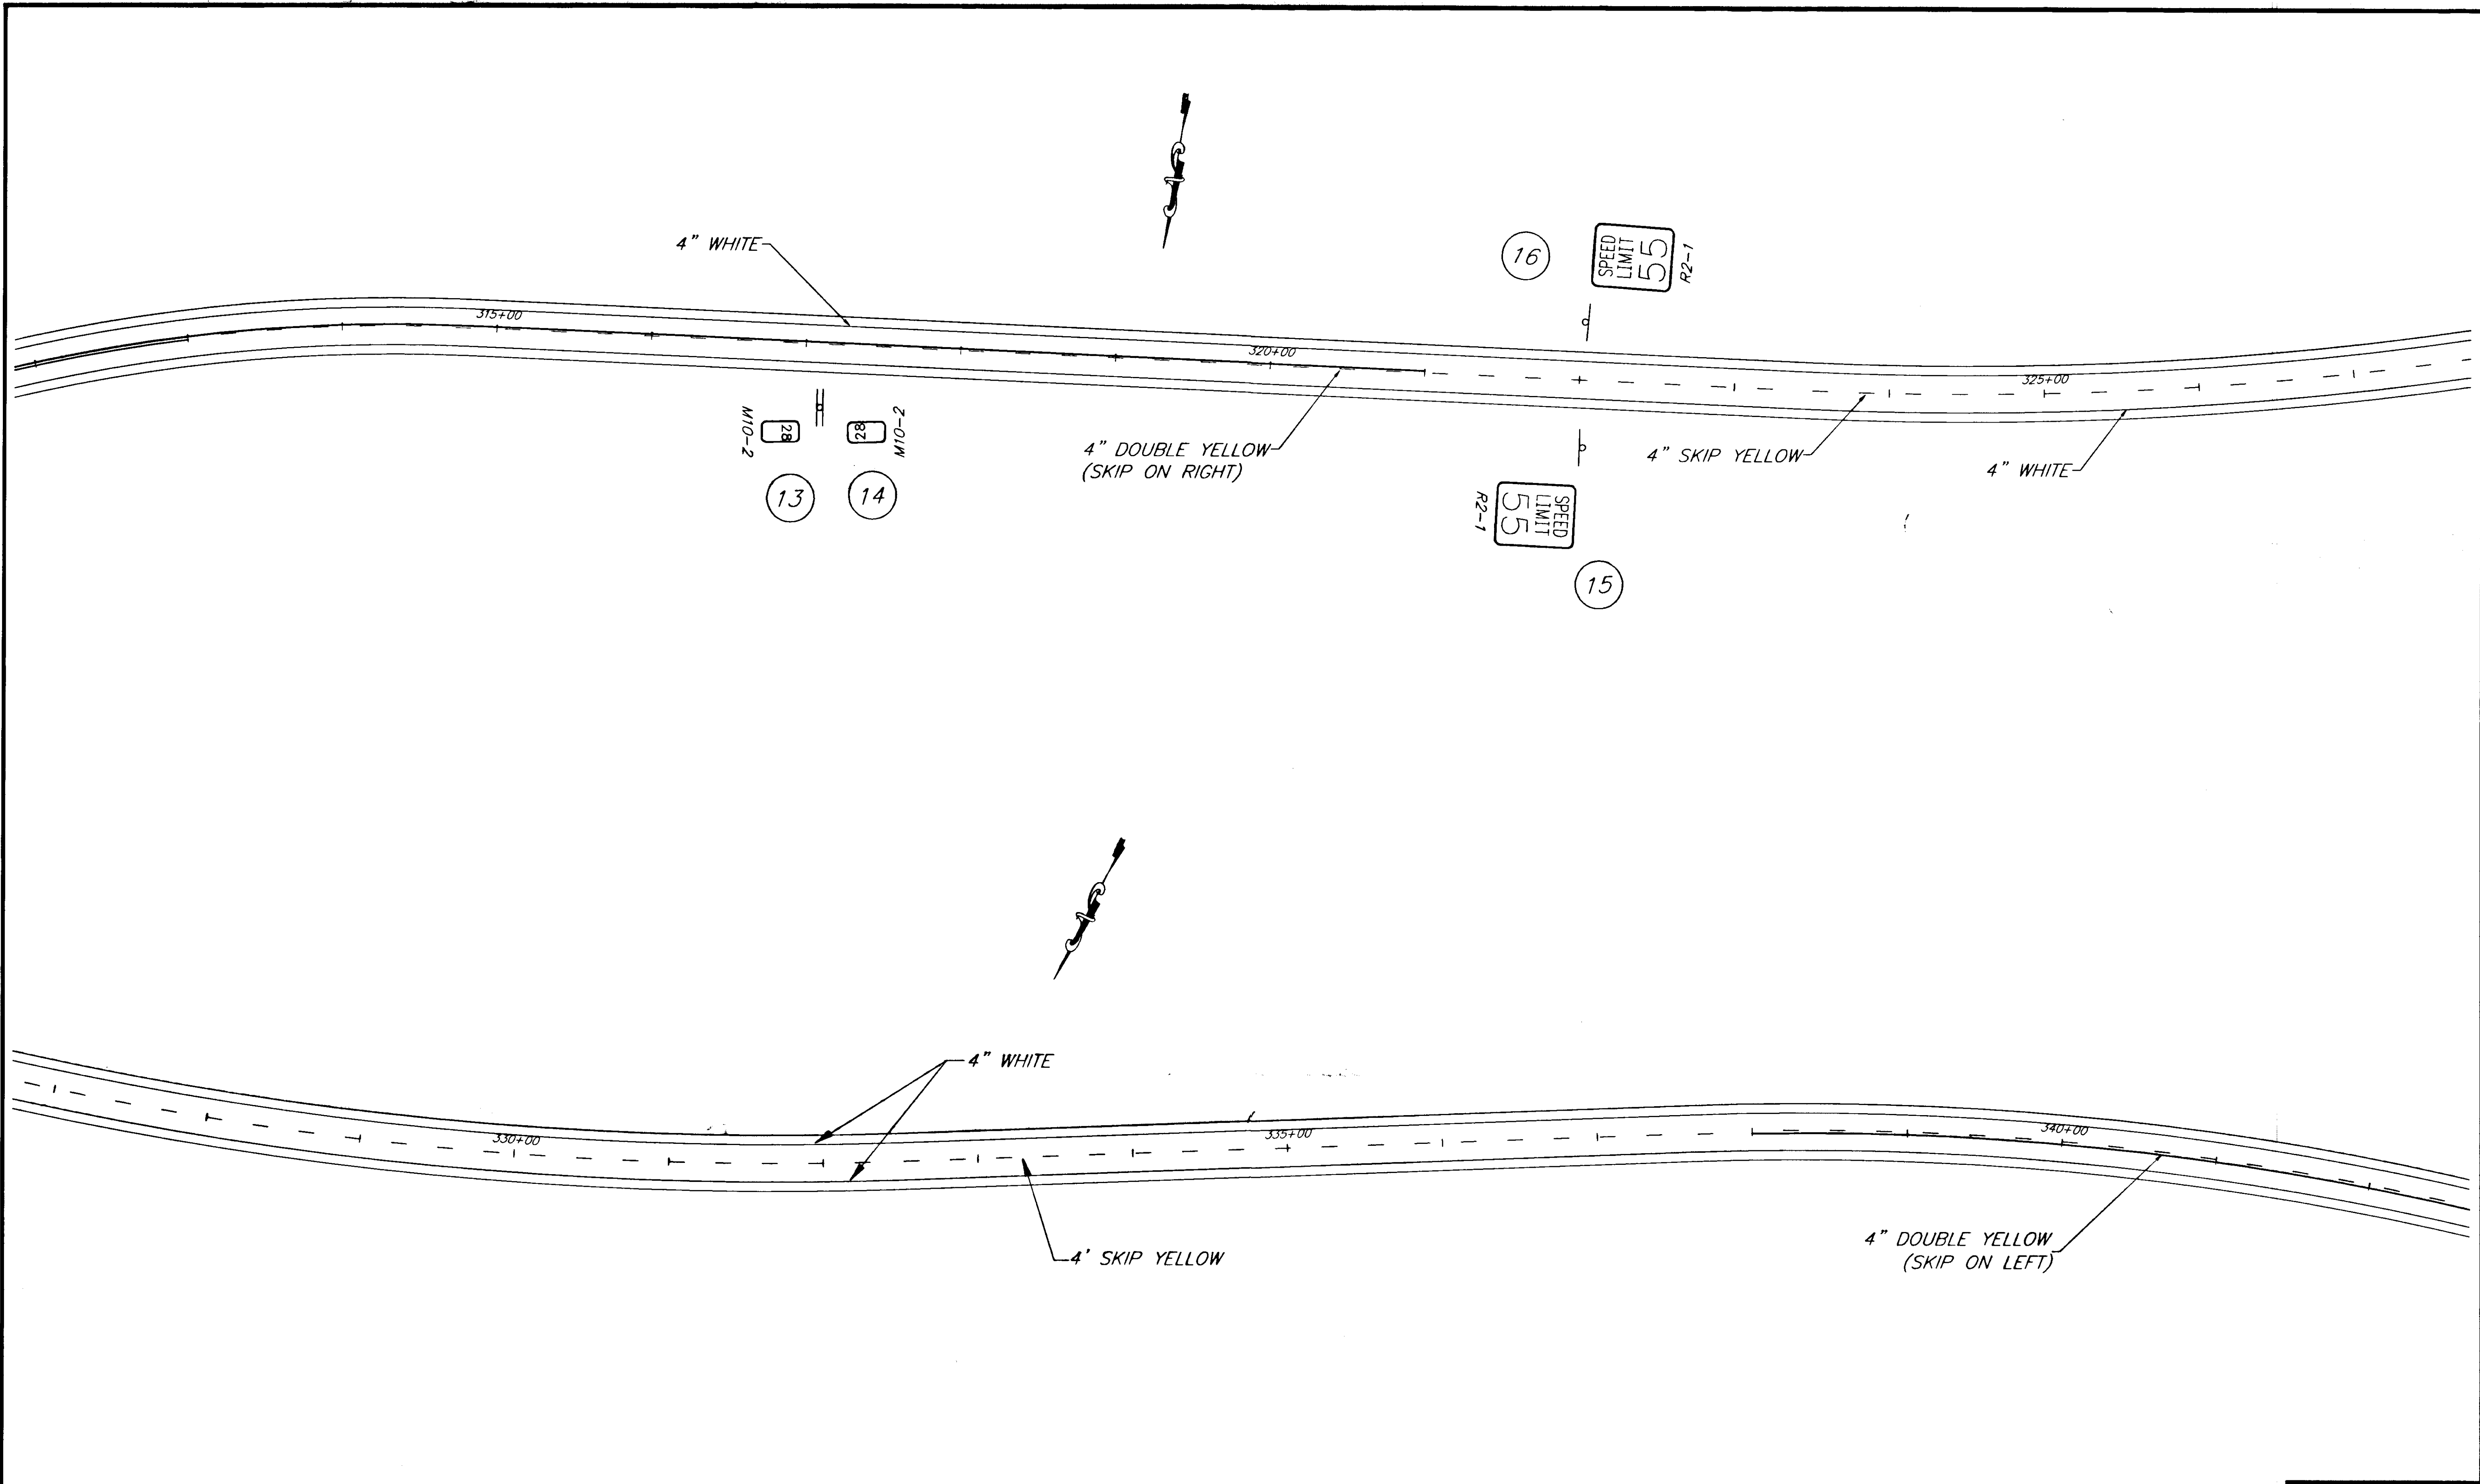 4" WHITE
16
SPEED
LIMIT
55
R2-1
315+00
320+00
325+00
M10-2
28
28
M10-2
13
14
4" DOUBLE YELLOW
(SKIP ON RIGHT)
4" SKIP YELLOW
4" WHITE
R2-1
SPEED
LIMIT
55
15
4" WHITE
330+00
335+00
340+00
4' SKIP YELLOW
4" DOUBLE YELLOW
(SKIP ON LEFT)